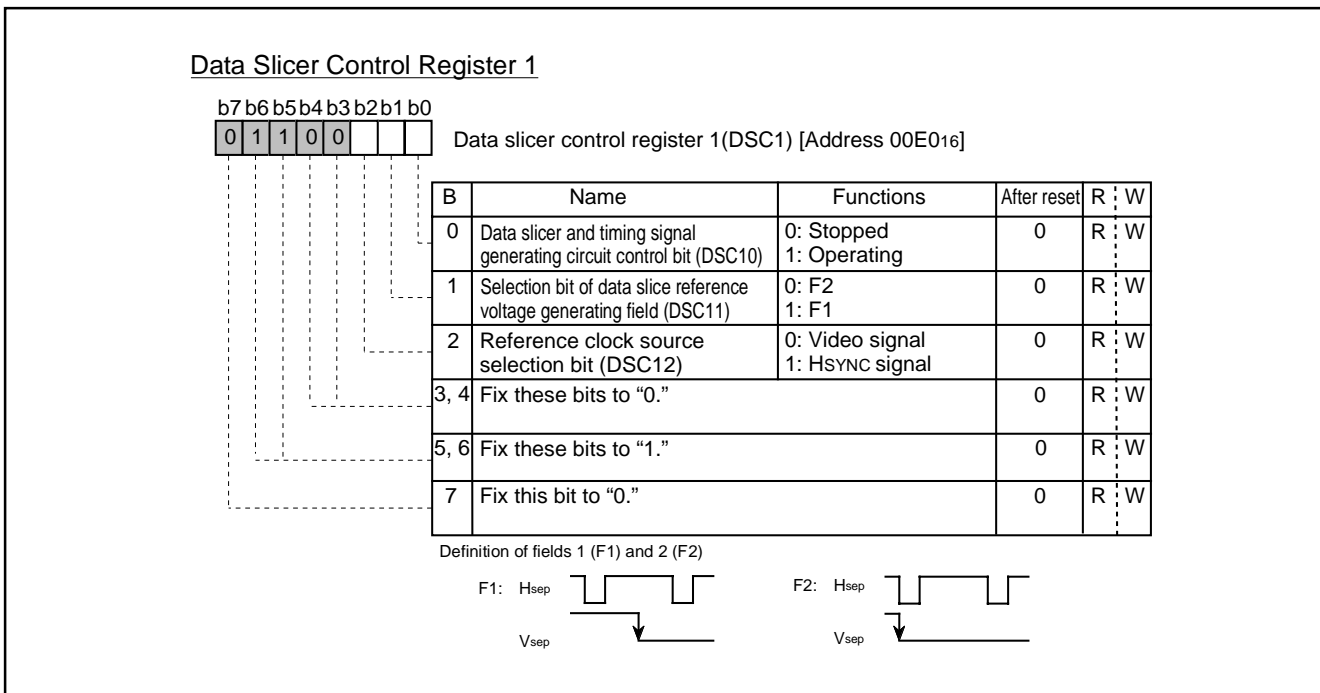 Data Slicer Control Register 1
b7 b6 b5 b4 b3 b2 b1 b0
0 1 1 0 0
Data slicer control register 1(DSC1) [Address 00E016]
B Name Functions After reset R W
0 Data slicer and timing signal generating circuit control bit (DSC10) 0: Stopped 1: Operating 0 R W
1 Selection bit of data slice reference voltage generating field (DSC11) 0: F2 1: F1 0 R W
2 Reference clock source selection bit (DSC12) 0: Video signal 1: HSYNC signal 0 R W
3, 4 Fix these bits to “0.” 0 R W
5, 6 Fix these bits to “1.” 0 R W
7 Fix this bit to “0.” 0 R W
Definition of fields 1 (F1) and 2 (F2)
F1: Hsep
Vsep
F2: Hsep
Vsep